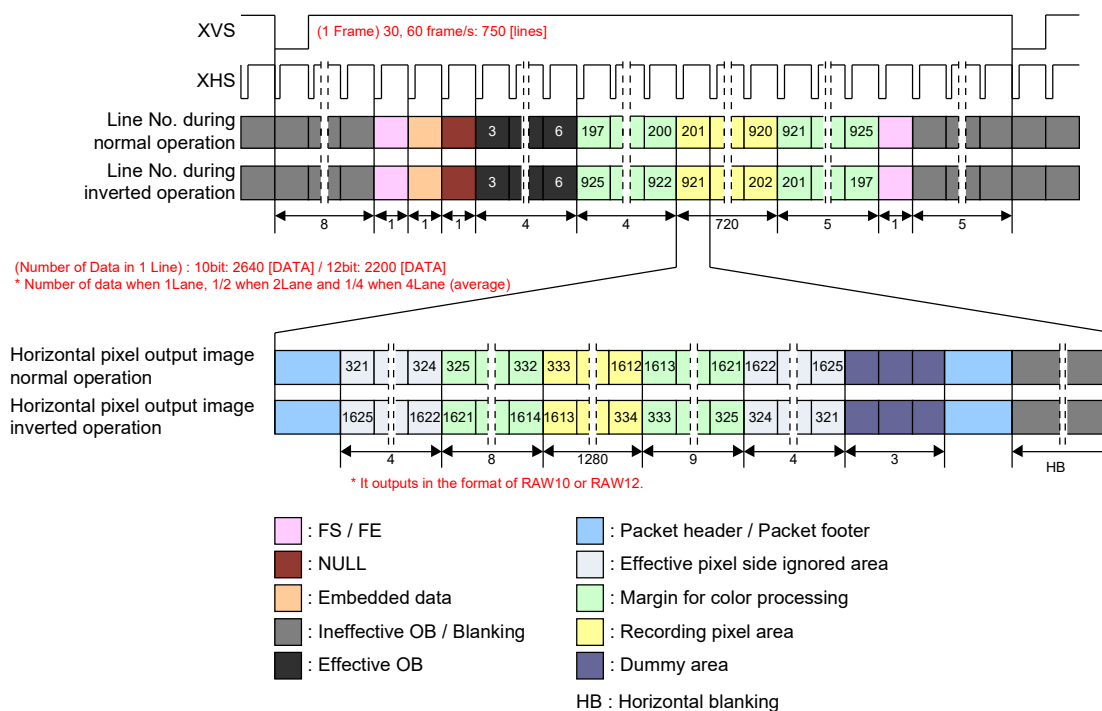 XVS
(1 Frame) 30, 60 frame/s: 750 [lines]
XHS
Line No. during
normal operation
3 6 197 200 201 920 921 925
Line No. during
inverted operation
3 6 925 922 921 202 201 197
8 1 1 1 4 4 720 5 1 5
(Number of Data in 1 Line) : 10bit: 2640 [DATA] / 12bit: 2200 [DATA]
* Number of data when 1Lane, 1/2 when 2Lane and 1/4 when 4Lane (average)
Horizontal pixel output image
normal operation
321 324 325 332 333 1612 1613 1621 1622 1625
Horizontal pixel output image
inverted operation
1625 1622 1621 1614 1613 334 333 325 324 321
4 8 1280 9 4 3 HB
* It outputs in the format of RAW10 or RAW12.
: FS / FE
: NULL
: Embedded data
: Ineffective OB / Blanking
: Effective OB
: Packet header / Packet footer
: Effective pixel side ignored area
: Margin for color processing
: Recording pixel area
: Dummy area
HB : Horizontal blanking